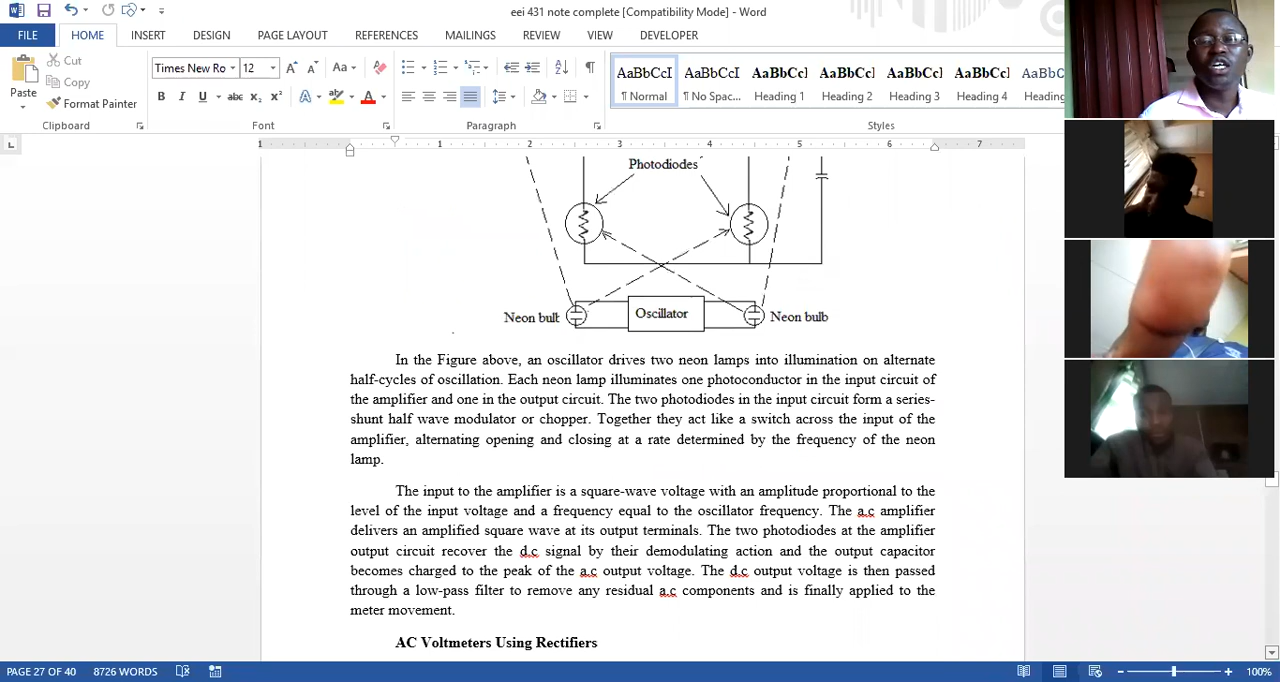 eei 431 note complete [Compatibility Mode] - Word
FILE HOME INSERT DESIGN PAGE LAYOUT REFERENCES MAILINGS REVIEW VIEW DEVELOPER
Paste
Cut
Copy
Format Painter
Clipboard
Times New Ro 12
Font
Paragraph
AaBbCcI AaBbCcI AaBbCc AaBbCc AaBbCc AaBbCc AaBbCc
¶ Normal ¶ No Spac... Heading 1 Heading 2 Heading 3 Heading 4 Heading
Styles
1 1 2 3 4 5 6 7
Photodiodes
Neon bulb Oscillator Neon bulb
In the Figure above, an oscillator drives two neon lamps into illumination on alternate
half-cycles of oscillation. Each neon lamp illuminates one photoconductor in the input circuit of
the amplifier and one in the output circuit. The two photodiodes in the input circuit form a series-
shunt half wave modulator or chopper. Together they act like a switch across the input of the
amplifier, alternating opening and closing at a rate determined by the frequency of the neon
lamp.
The input to the amplifier is a square-wave voltage with an amplitude proportional to the
level of the input voltage and a frequency equal to the oscillator frequency. The a.c amplifier
delivers an amplified square wave at its output terminals. The two photodiodes at the amplifier
output circuit recover the d.c signal by their demodulating action and the output capacitor
becomes charged to the peak of the a.c output voltage. The d.c output voltage is then passed
through a low-pass filter to remove any residual a.c components and is finally applied to the
meter movement.
AC Voltmeters Using Rectifiers
PAGE 27 OF 40 8726 WORDS 100%